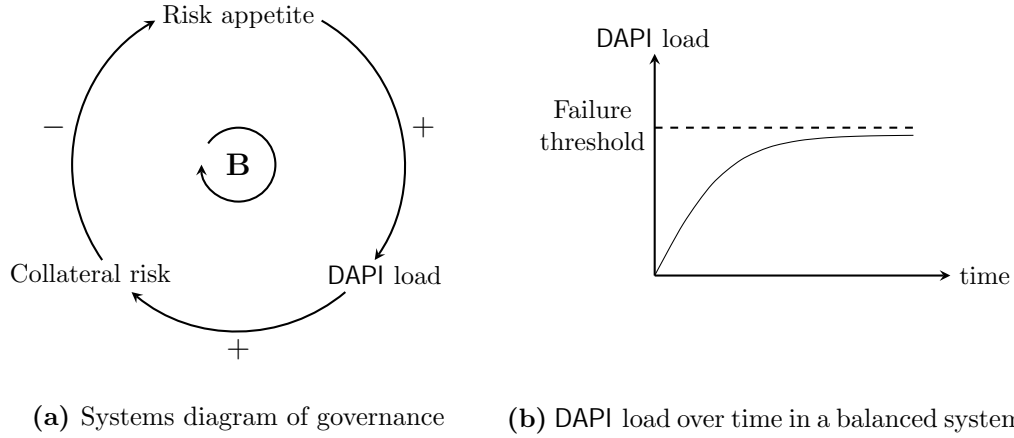 Risk appetite
−
+
B
Collateral risk
DAPI load
+
(a) Systems diagram of governance
DAPI load
Failure
threshold
time
(b) DAPI load over time in a balanced system